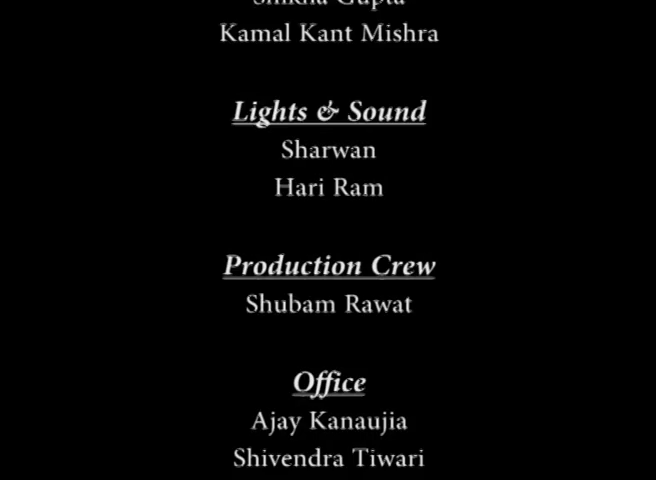 Kamal Kant Mishra
Lights & Sound
Sharwan
Hari Ram
Production Crew
Shubam Rawat
Office
Ajay Kanaujia
Shivendra Tiwari